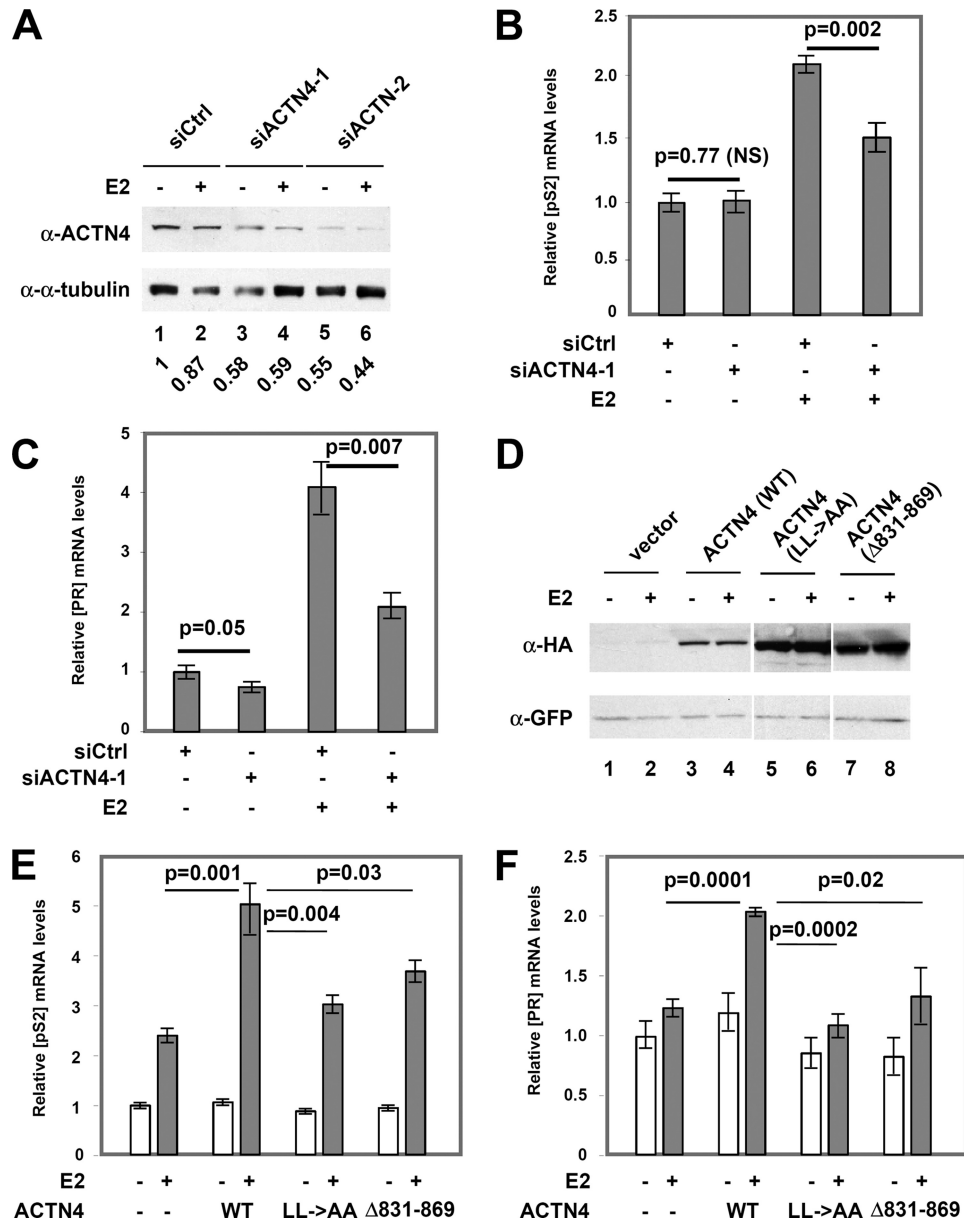 A
siCtrl
siACTN4-1
siACTN-2
E2 - + - + - +
α-ACTN4
α-α-tubulin
1 2 3 4 5 6
1 0.87 0.58 0.59 0.55 0.44
B
Relative [pS2] mRNA levels
2.5
2.0
1.5
1.0
0.5
0
p=0.77 (NS)
p=0.002
siCtrl + - + -
siACTN4-1 - + - +
E2 - - + +
C
Relative [PR] mRNA levels
5
4
3
2
1
0
p=0.05
p=0.007
siCtrl + - + -
siACTN4-1 - + - +
E2 - - + +
D
vector
ACTN4 (WT)
ACTN4
(LL->AA)
ACTN4
(Δ831-869)
E2 - + - + - + - +
α-HA
α-GFP
1 2 3 4 5 6 7 8
E
Relative [pS2] mRNA levels
6
5
4
3
2
1
0
p=0.001
p=0.03
p=0.004
E2 - + - + - + - +
ACTN4 - - WT LL->AA Δ831-869
F
Relative [PR] mRNA levels
2.5
2.0
1.5
1.0
0.5
0
p=0.0001
p=0.02
p=0.0002
E2 - + - + - + - +
ACTN4 - - WT LL->AA Δ831-869